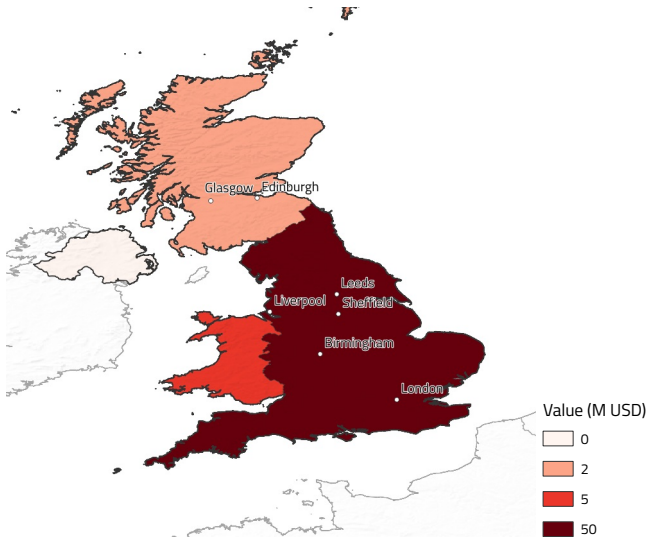 Glasgow
Edinburgh
Leeds
Liverpool
Sheffield
Birmingham
London
Value (M USD)
0
2
5
50